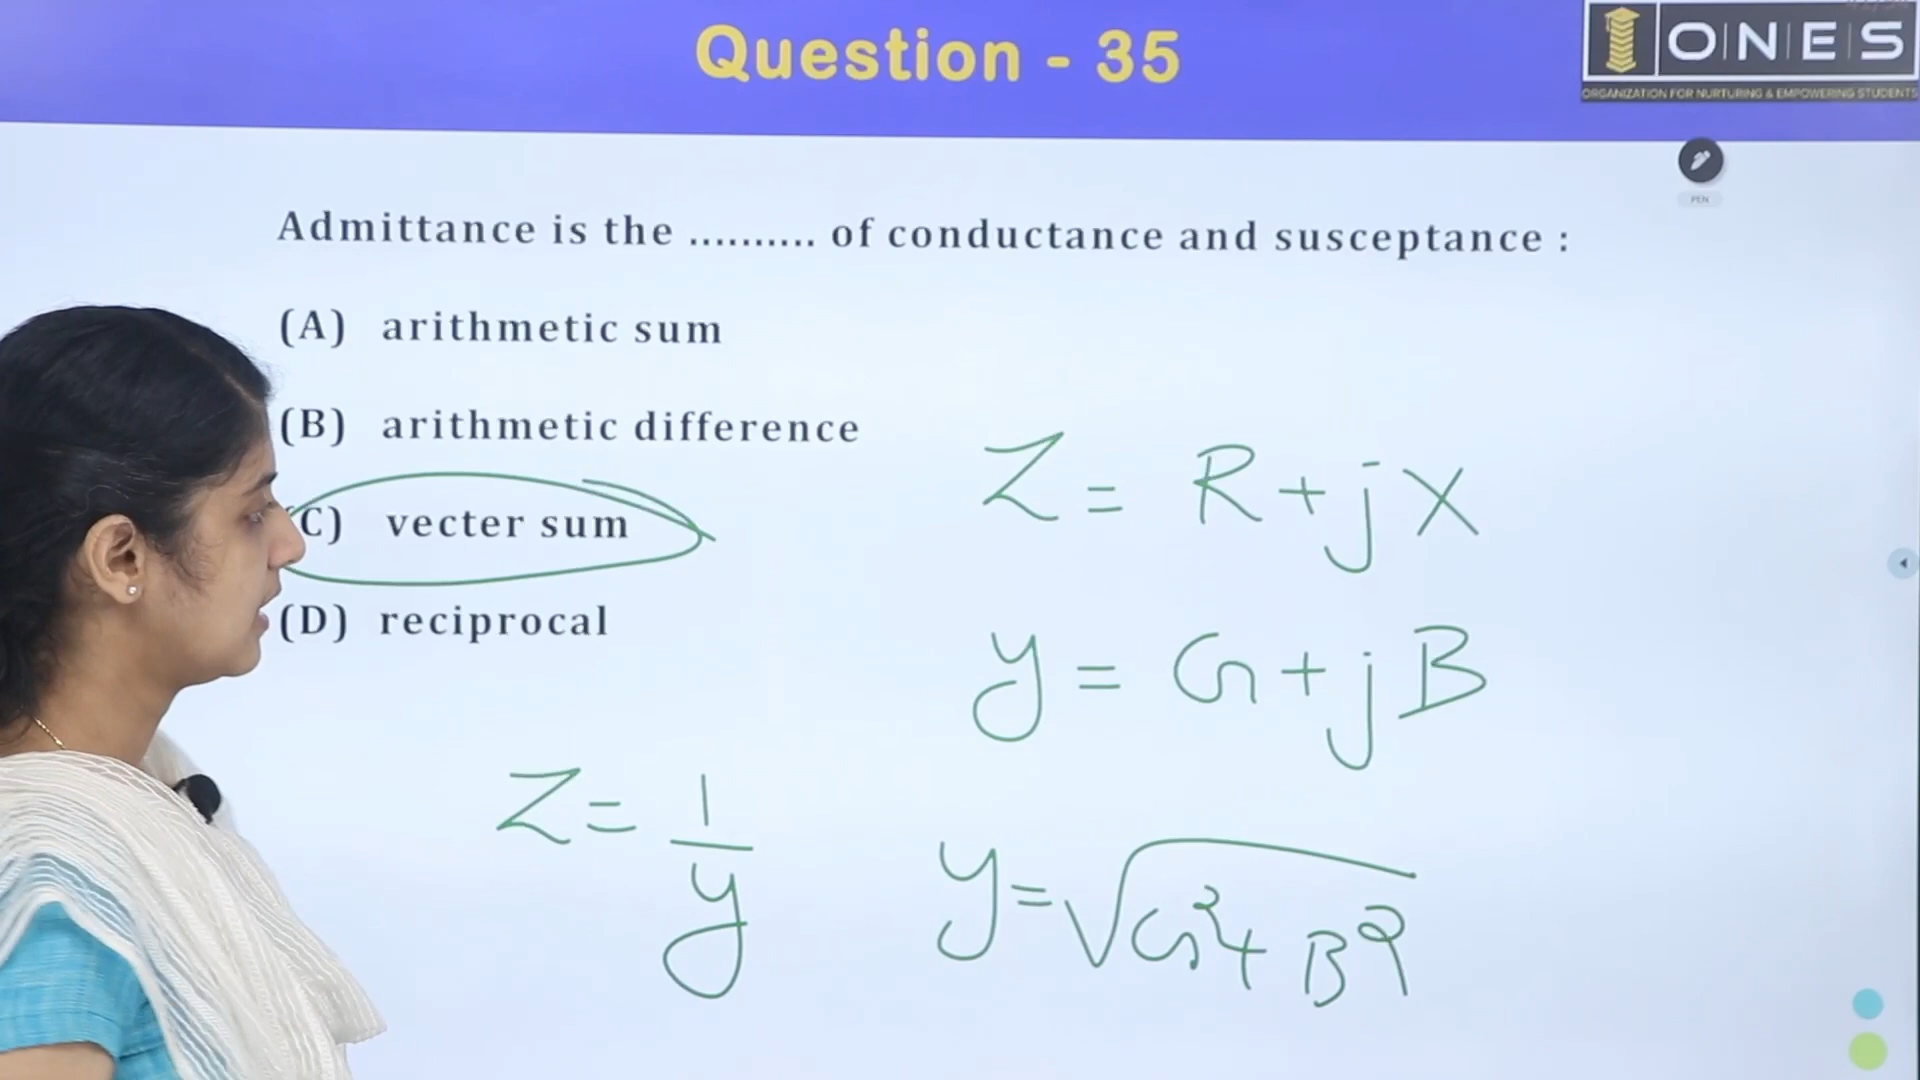 Question - 35
ONES
ORGANIZATION FOR NURTURING & EMPOWERING STUDENTS
PEN
Admittance is the .......... of conductance and susceptance :
(A) arithmetic sum
(B) arithmetic difference
(C) vecter sum
(D) reciprocal
Z = R + jX
y = G + jB
Z = 1/y
y = √G²+B²